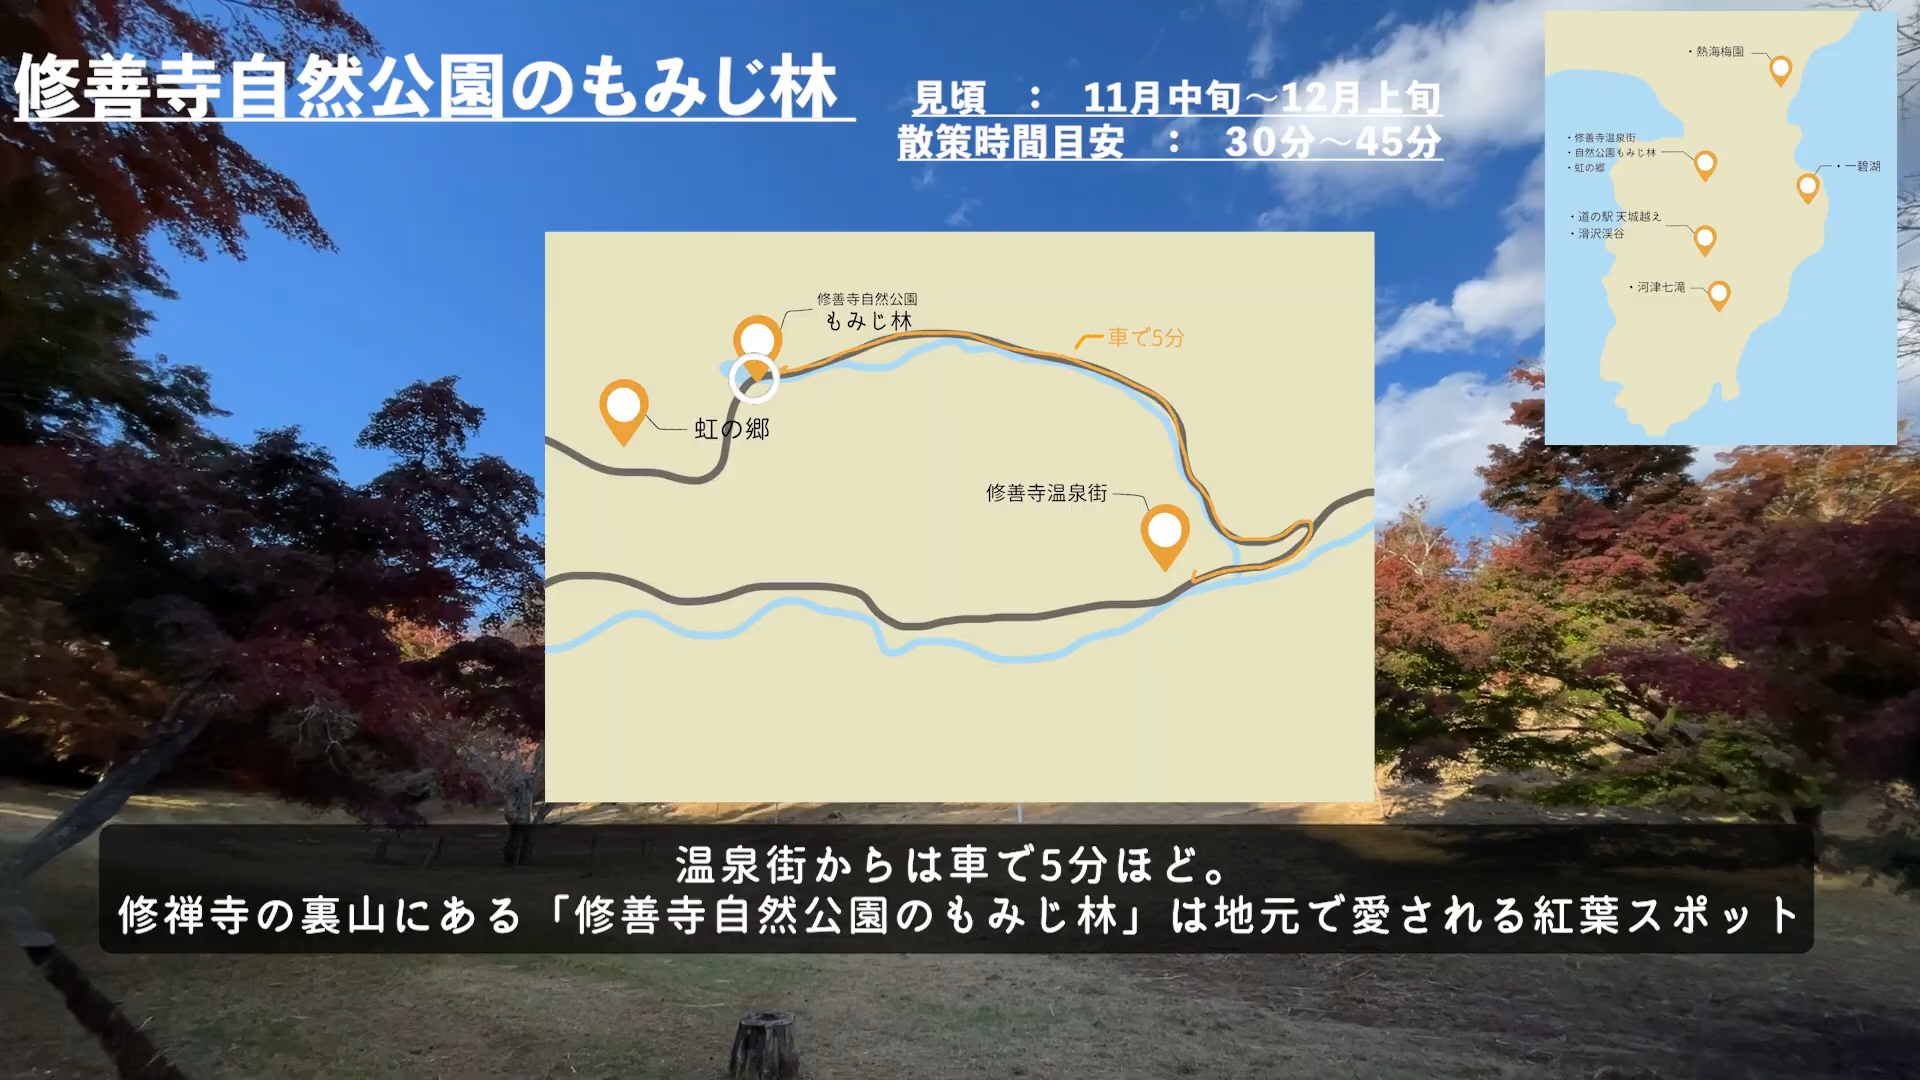 修善寺自然公園のもみじ林
見頃　：　11月中旬～12月上旬
散策時間目安　：　30分～45分
・熱海梅園
・修善寺温泉街
・自然公園もみじ林
・虹の郷
・一碧湖
・道の駅 天城越え
・滑沢渓谷
・河津七滝
修善寺自然公園
もみじ林
車で5分
虹の郷
修善寺温泉街
温泉街からは車で5分ほど。
修禅寺の裏山にある「修善寺自然公園のもみじ林」は地元で愛される紅葉スポット